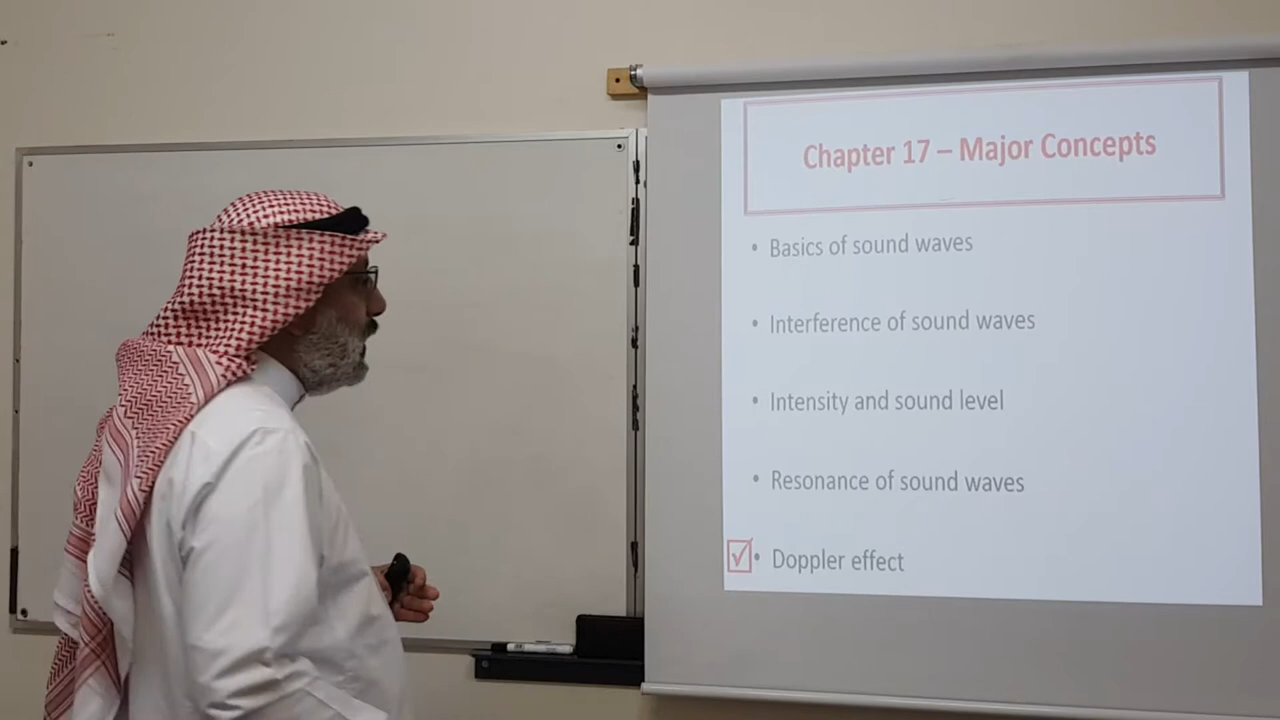 Chapter 17 – Major Concepts
• Basics of sound waves
• Interference of sound waves
• Intensity and sound level
• Resonance of sound waves
• Doppler effect